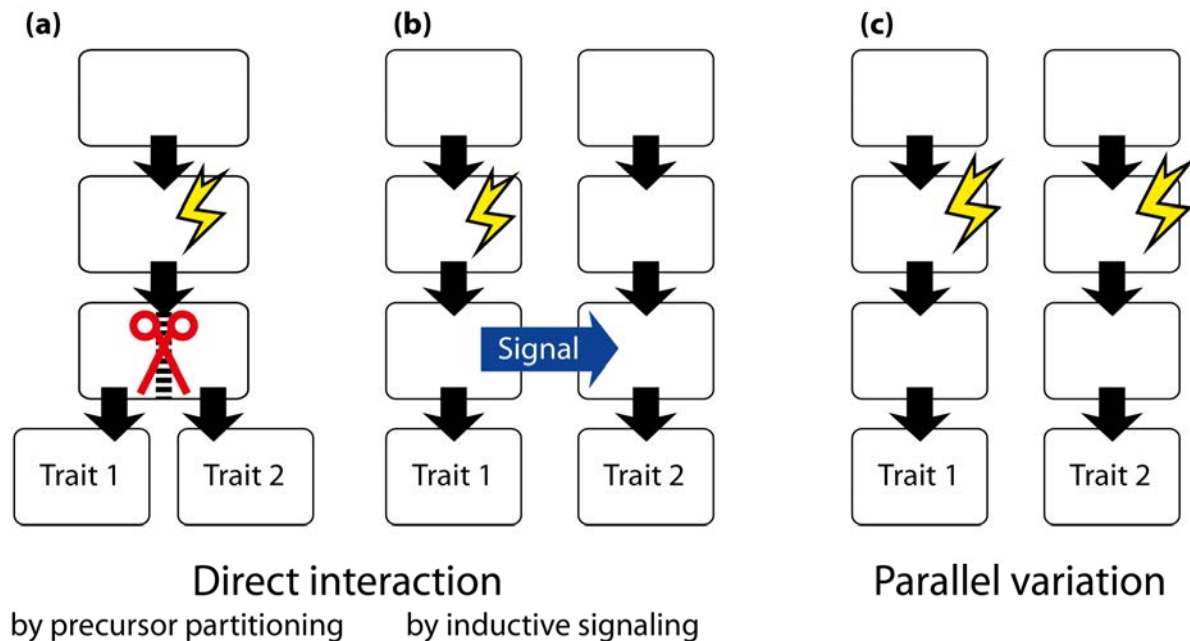 (a)
(b)
(c)
Signal
Trait 1
Trait 2
Trait 1
Trait 2
Trait 1
Trait 2
Direct interaction
Parallel variation
by precursor partitioning
by inductive signaling